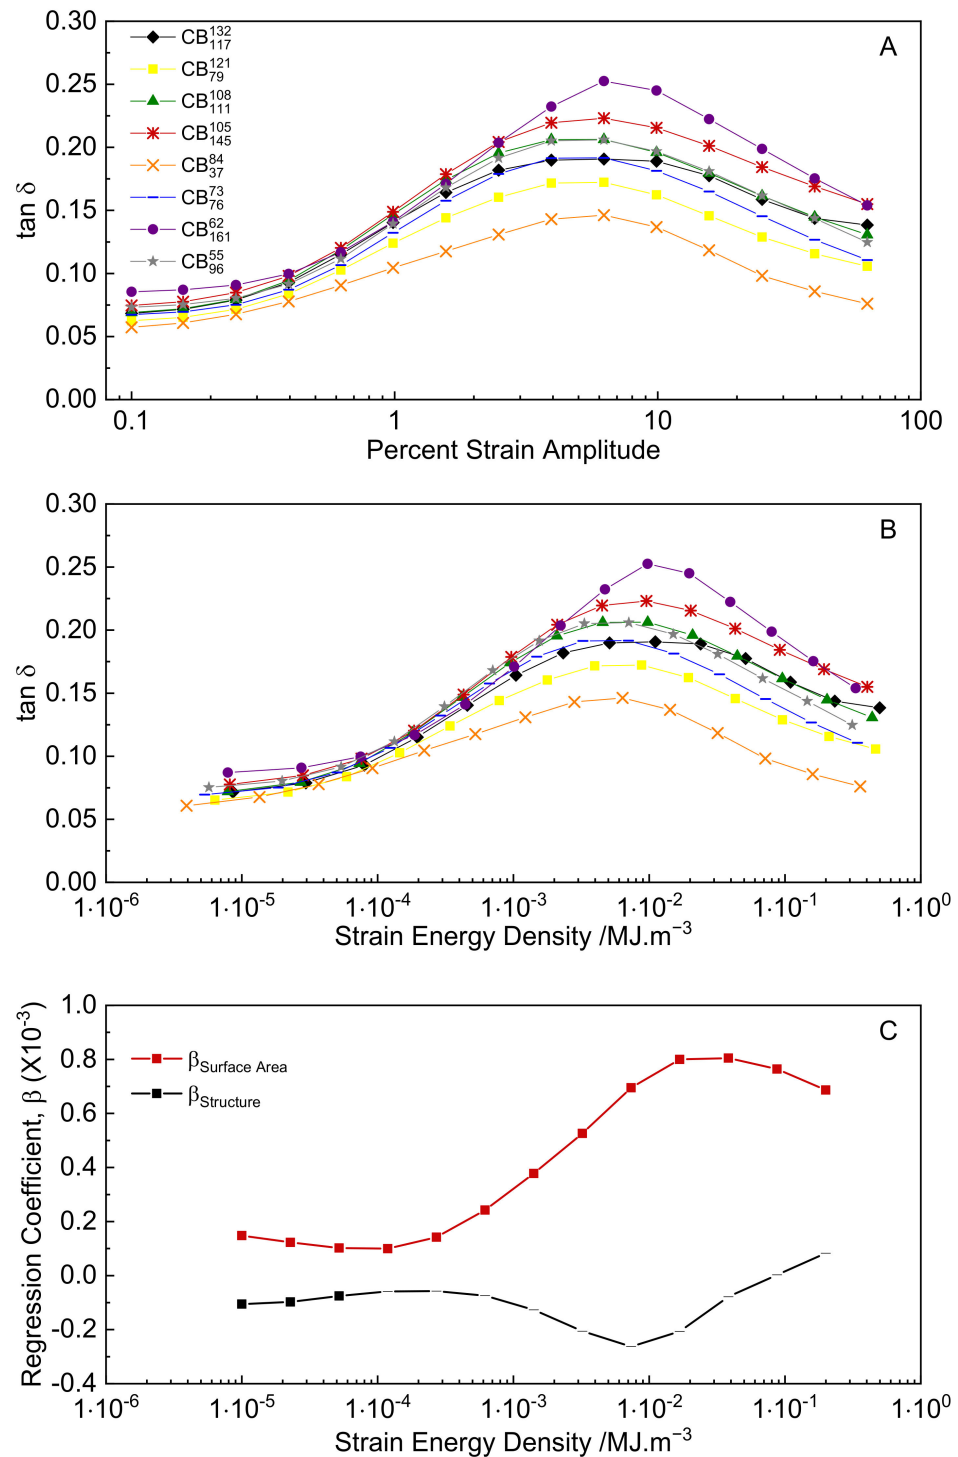 A
CB132117
CB12179
CB108111
CB105145
CB8437
CB7376
CB62161
CB5596
0.30
0.25
0.20
0.15
0.10
0.05
0.00
tan δ
0.1 1 10 100
Percent Strain Amplitude
B
0.30
0.25
0.20
0.15
0.10
0.05
0.00
tan δ
1·10⁻⁶ 1·10⁻⁵ 1·10⁻⁴ 1·10⁻³ 1·10⁻² 1·10⁻¹ 1·10⁰
Strain Energy Density /MJ.m⁻³
C
βSurface Area
βStructure
1.0
0.8
0.6
0.4
0.2
0.0
-0.2
-0.4
Regression Coefficient, β (X10⁻³)
1·10⁻⁶ 1·10⁻⁵ 1·10⁻⁴ 1·10⁻³ 1·10⁻² 1·10⁻¹ 1·10⁰
Strain Energy Density /MJ.m⁻³